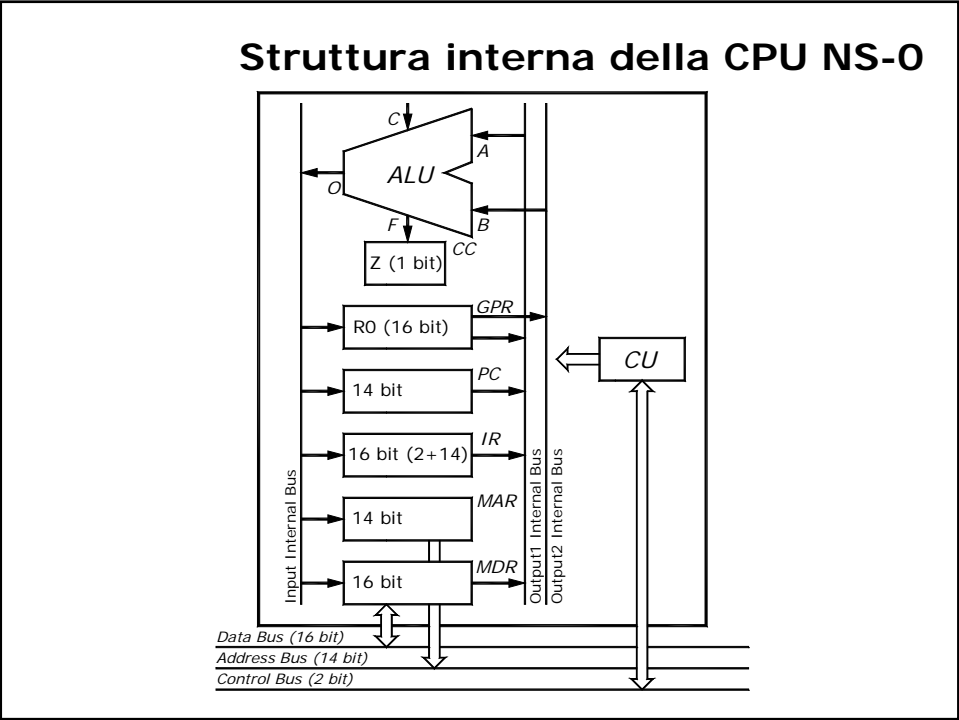 Struttura interna della CPU NS-0
C
A
ALU
O
F
B
CC
Z (1 bit)
GPR
R0 (16 bit)
CU
PC
14 bit
IR
16 bit (2+14)
MAR
14 bit
MDR
16 bit
Input Internal Bus
Output1 Internal Bus
Output2 Internal Bus
Data Bus (16 bit)
Address Bus (14 bit)
Control Bus (2 bit)